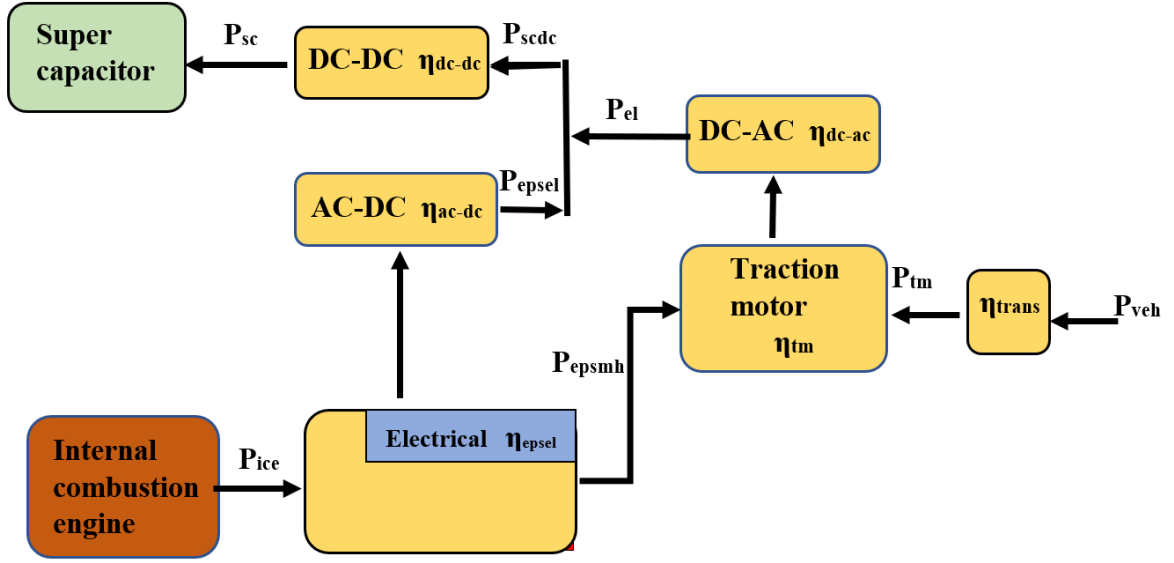 Super
capacitor
Psc
DC-DC ηdc-dc
Pscdc
Pel
DC-AC ηdc-ac
AC-DC ηac-dc
Pepsel
Traction
motor
ηtm
Ptm
ηtrans
Pveh
Pepsmh
Internal
combustion
engine
Pice
Electrical ηepsel